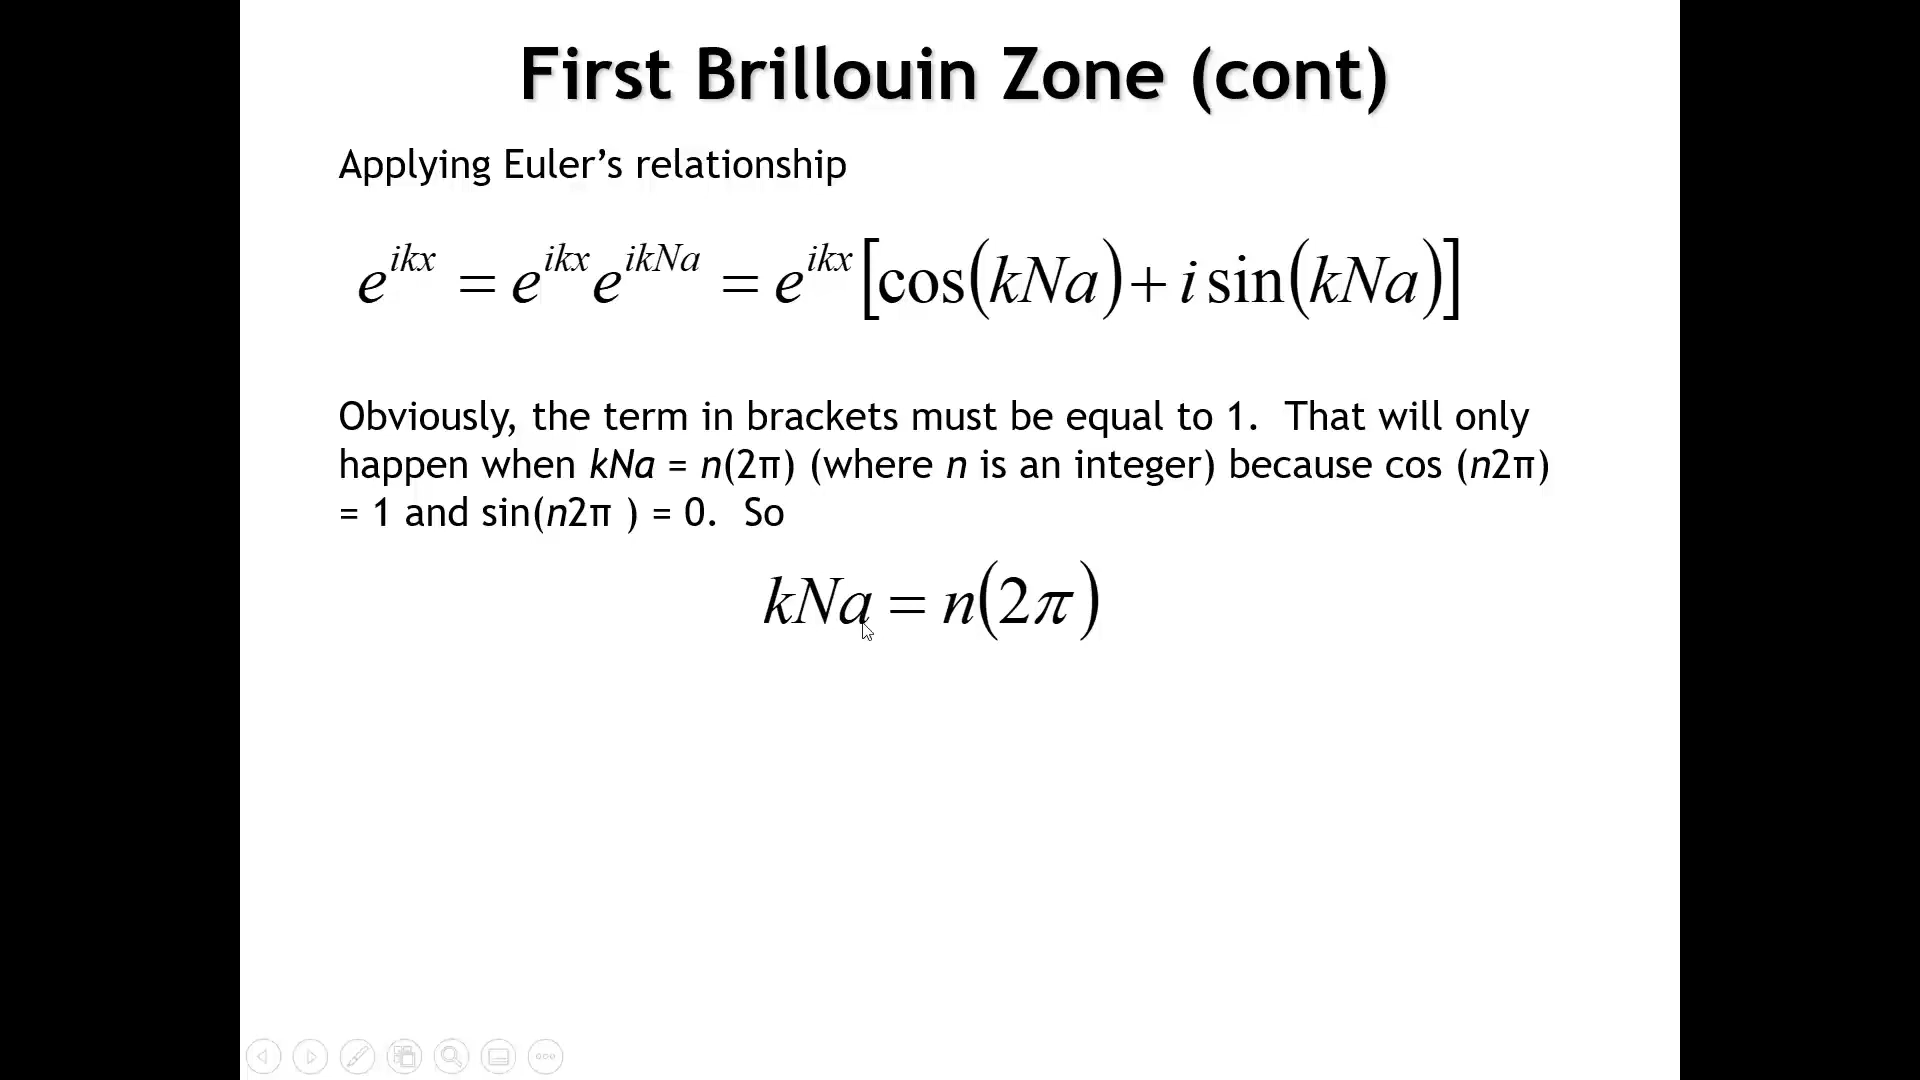 First Brillouin Zone (cont)
Applying Euler’s relationship
e^{ikx} = e^{ikx} e^{ikNa} = e^{ikx} [cos(kNa) + i sin(kNa)]
Obviously, the term in brackets must be equal to 1. That will only
happen when kNa = n(2π) (where n is an integer) because cos (n2π)
= 1 and sin(n2π ) = 0. So
kNa = n(2π)